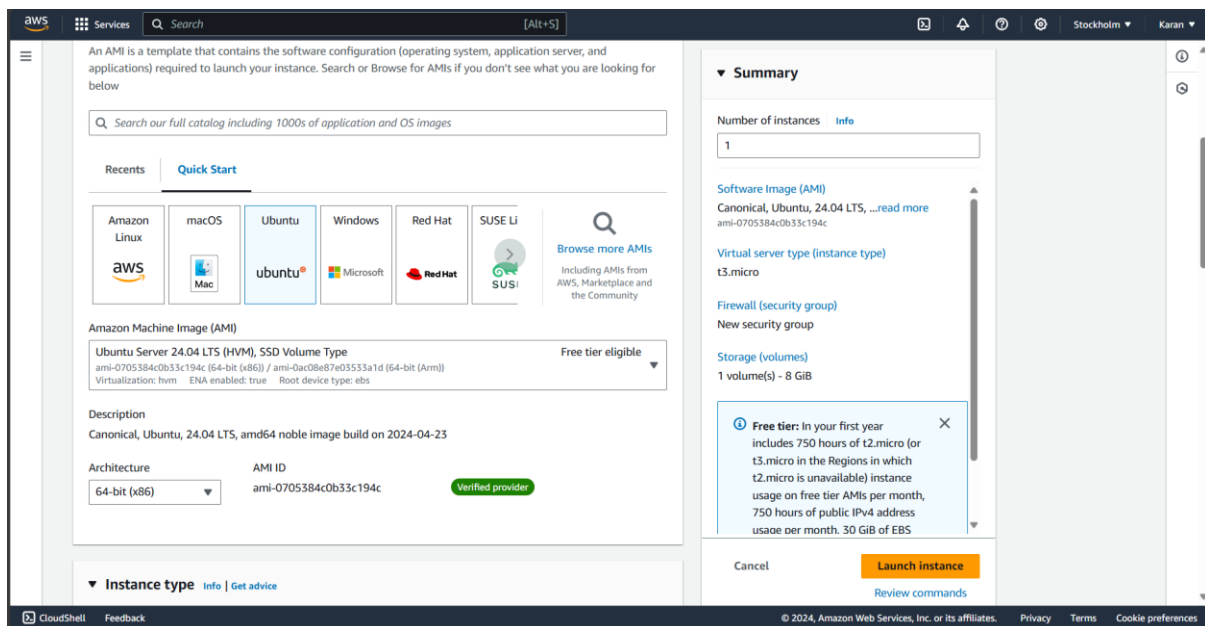 aws
Services
Search
[Alt+S]
Stockholm
Karan
An AMI is a template that contains the software configuration (operating system, application server, and
applications) required to launch your instance. Search or Browse for AMIs if you don't see what you are looking for
below
Search our full catalog including 1000s of application and OS images
Recents
Quick Start
Amazon
Linux
aws
macOS
Mac
Ubuntu
ubuntu
Windows
Microsoft
Red Hat
Red Hat
SUSE Li
SUS
Browse more AMIs
Including AMIs from
AWS, Marketplace and
the Community
Amazon Machine Image (AMI)
Ubuntu Server 24.04 LTS (HVM), SSD Volume Type
Free tier eligible
ami-0705384c0b33c194c (64-bit (x86)) / ami-0ac08e87e03533a1d (64-bit (Arm))
Virtualization: hvm ENA enabled: true Root device type: ebs
Description
Canonical, Ubuntu, 24.04 LTS, amd64 noble image build on 2024-04-23
Architecture
AMI ID
64-bit (x86)
ami-0705384c0b33c194c
Verified provider
Instance type Info | Get advice
Summary
Number of instances Info
1
Software Image (AMI)
Canonical, Ubuntu, 24.04 LTS, ...read more
ami-0705384c0b33c194c
Virtual server type (instance type)
t3.micro
Firewall (security group)
New security group
Storage (volumes)
1 volume(s) - 8 GiB
Free tier: In your first year
includes 750 hours of t2.micro (or
t3.micro in the Regions in which
t2.micro is unavailable) instance
usage on free tier AMIs per month,
750 hours of public IPv4 address
usage per month, 30 GiB of EBS
Cancel
Launch instance
Review commands
CloudShell
Feedback
© 2024, Amazon Web Services, Inc. or its affiliates.
Privacy
Terms
Cookie preferences